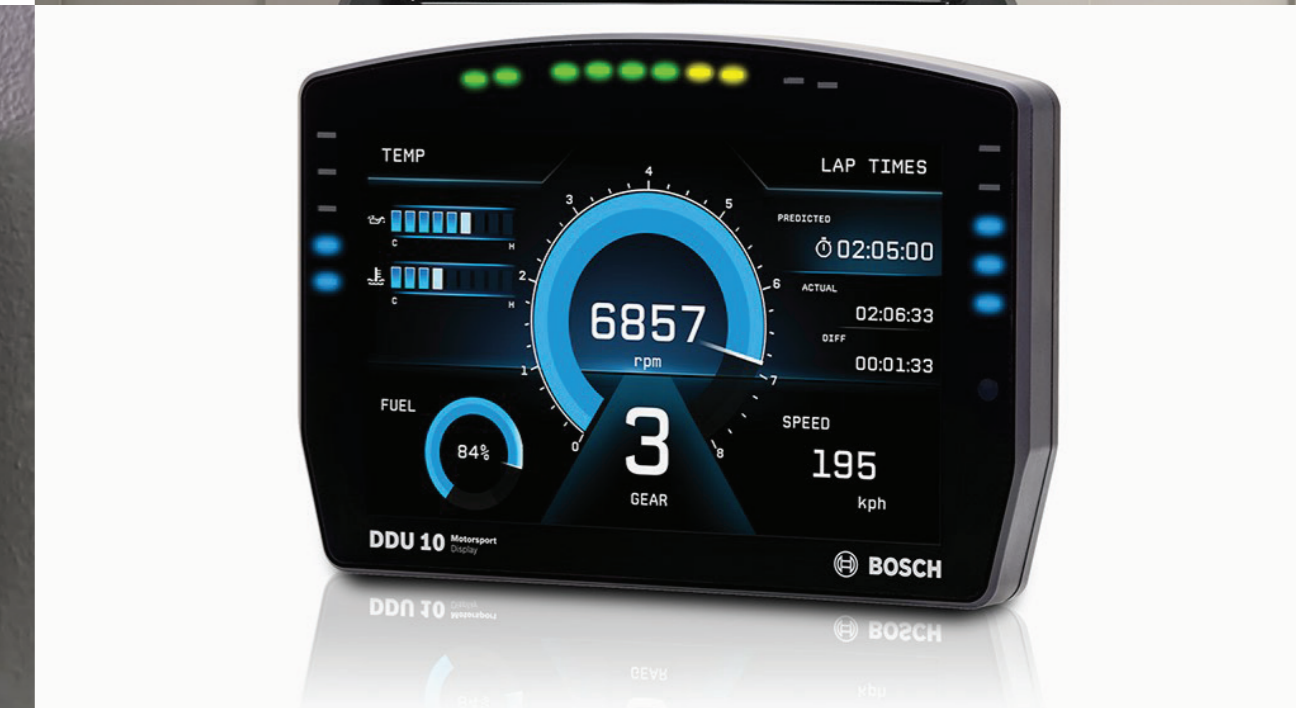 TEMP
LAP TIMES
C
H
C
H
PREDICTED
02:05:00
ACTUAL
02:06:33
DIFF
00:01:33
0
1
2
3
4
5
6
7
8
6857
rpm
3
GEAR
FUEL
84%
SPEED
195
kph
DDU 10 Motorsport
Display
BOSCH